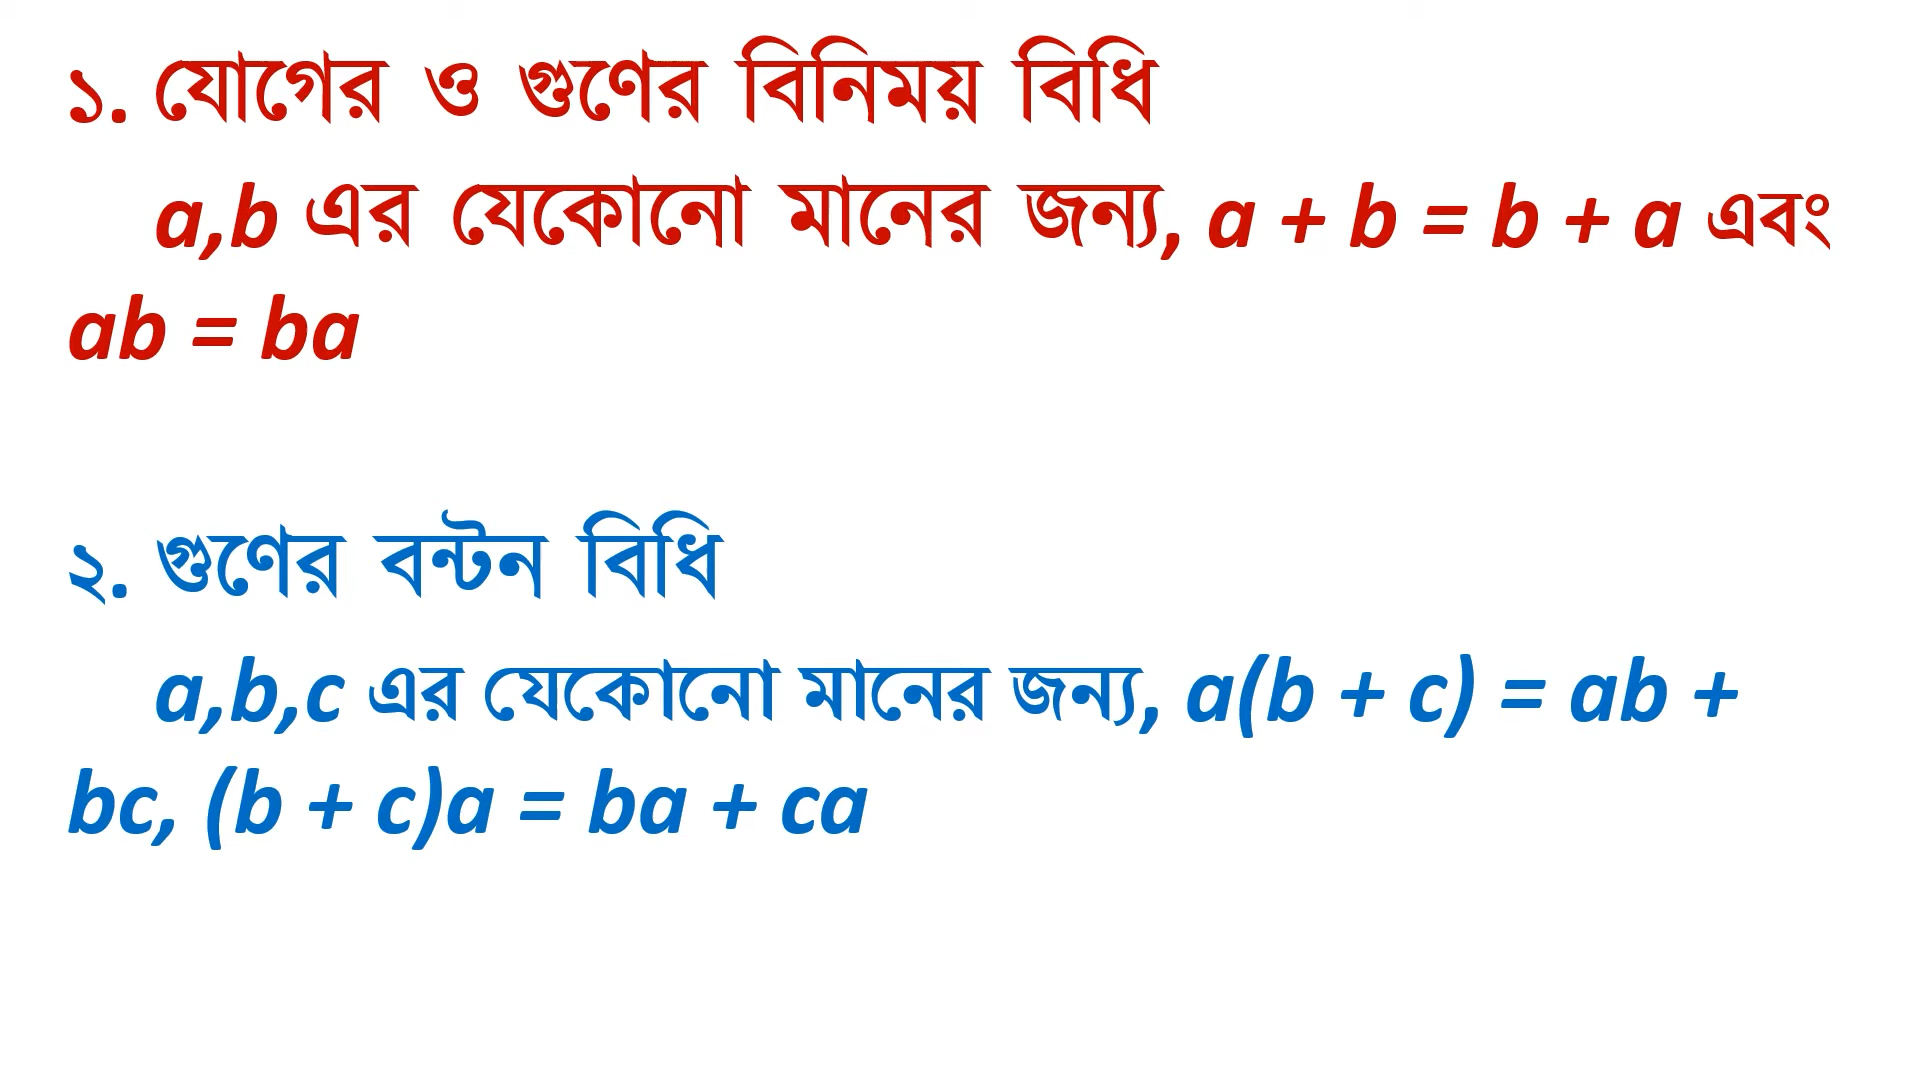 ১. যোগের ও গুণের বিনিময় বিধি
a,b এর যেকোনো মানের জন্য, a + b = b + a এবং
ab = ba
২. গুণের বন্টন বিধি
a,b,c এর যেকোনো মানের জন্য, a(b + c) = ab +
bc, (b + c)a = ba + ca